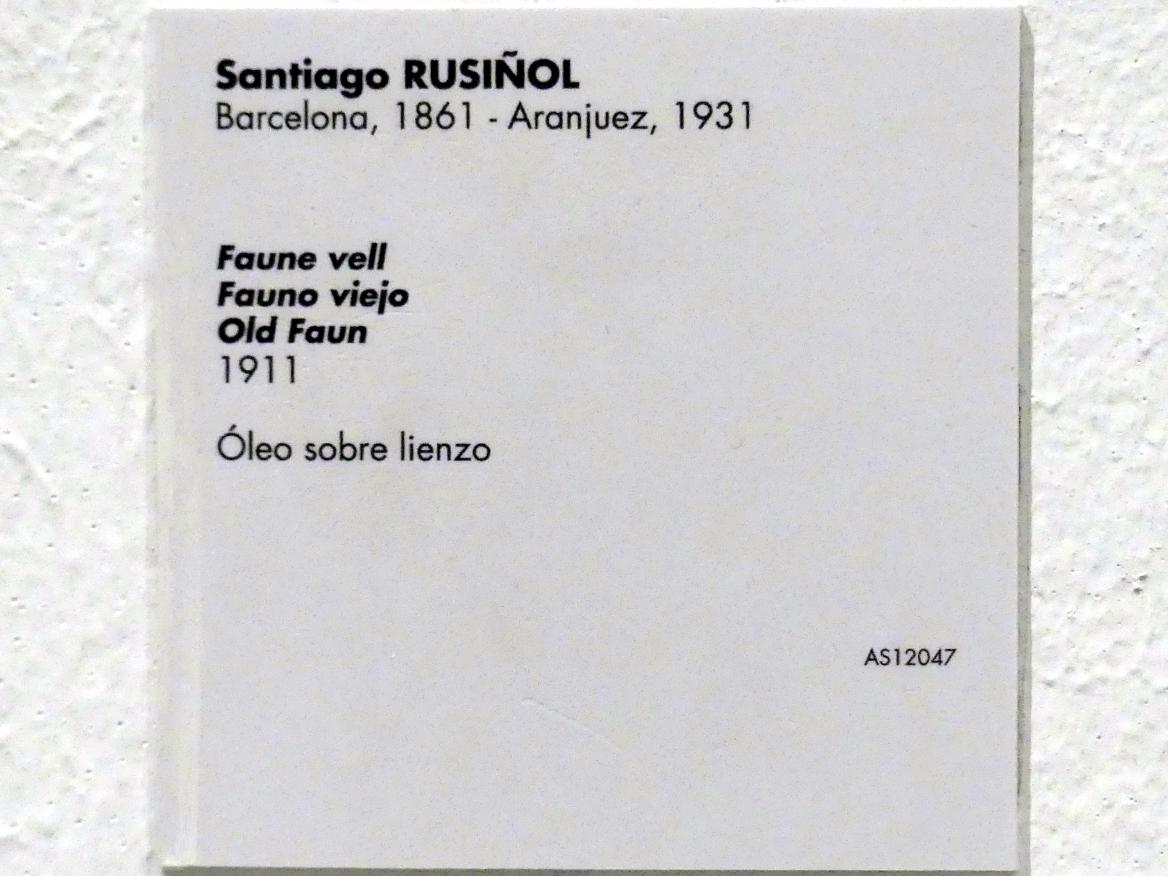 Santiago RUSIÑOL
Barcelona, 1861 - Aranjuez, 1931
Faune vell
Fauno viejo
Old Faun
1911
Óleo sobre lienzo
AS12047